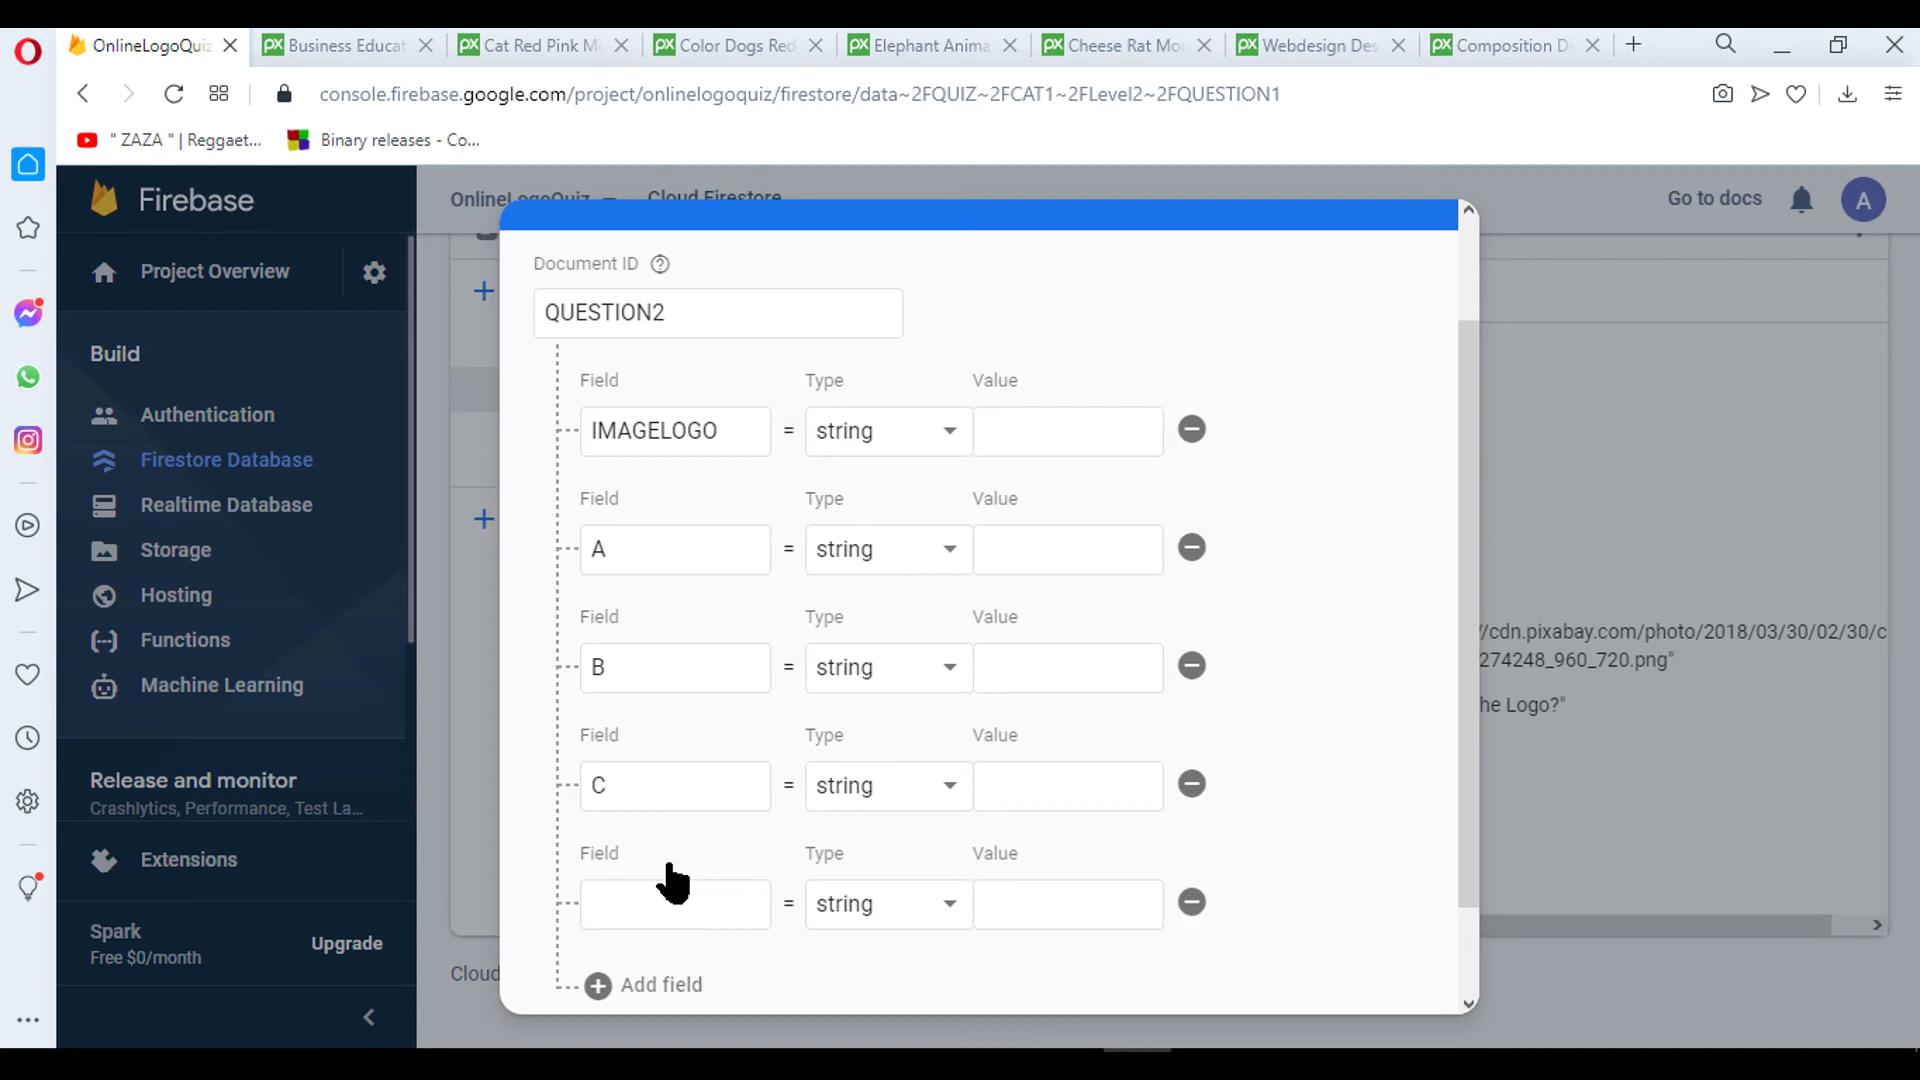 OnlineLogoQuiz
Business Educat
Cat Red Pink Mi
Color Dogs Red
Elephant Anima
Cheese Rat Mou
Webdesign Des
Composition Di
console.firebase.google.com/project/onlinelogoquiz/firestore/data~2FQUIZ~2FCAT1~2FLevel2~2FQUESTION1
" ZAZA " | Reggaet...
Binary releases - Co...
Firebase
OnlineLogoQuiz
Cloud Firestore
Go to docs
A
Project Overview
Build
Authentication
Firestore Database
Realtime Database
Storage
Hosting
Functions
Machine Learning
Release and monitor
Crashlytics, Performance, Test La...
Extensions
Spark
Free $0/month
Upgrade
Document ID
QUESTION2
Field Type Value
IMAGELOGO = string
Field Type Value
A = string
Field Type Value
B = string
Field Type Value
C = string
Field Type Value
= string
Add field
//cdn.pixabay.com/photo/2018/03/30/02/30/c
274248_960_720.png"
he Logo?"
Cloud